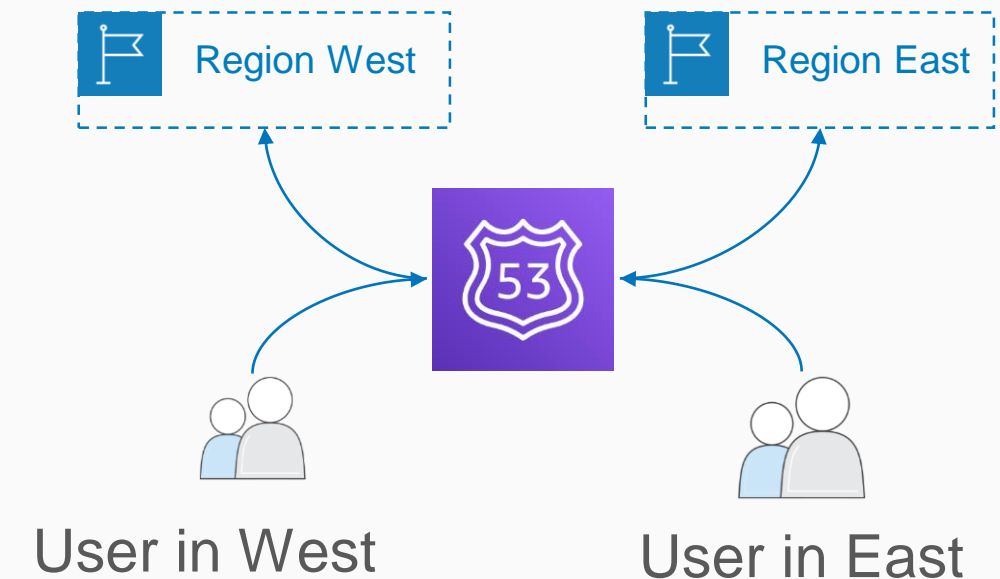 Region West
Region East
53
User in West
User in East